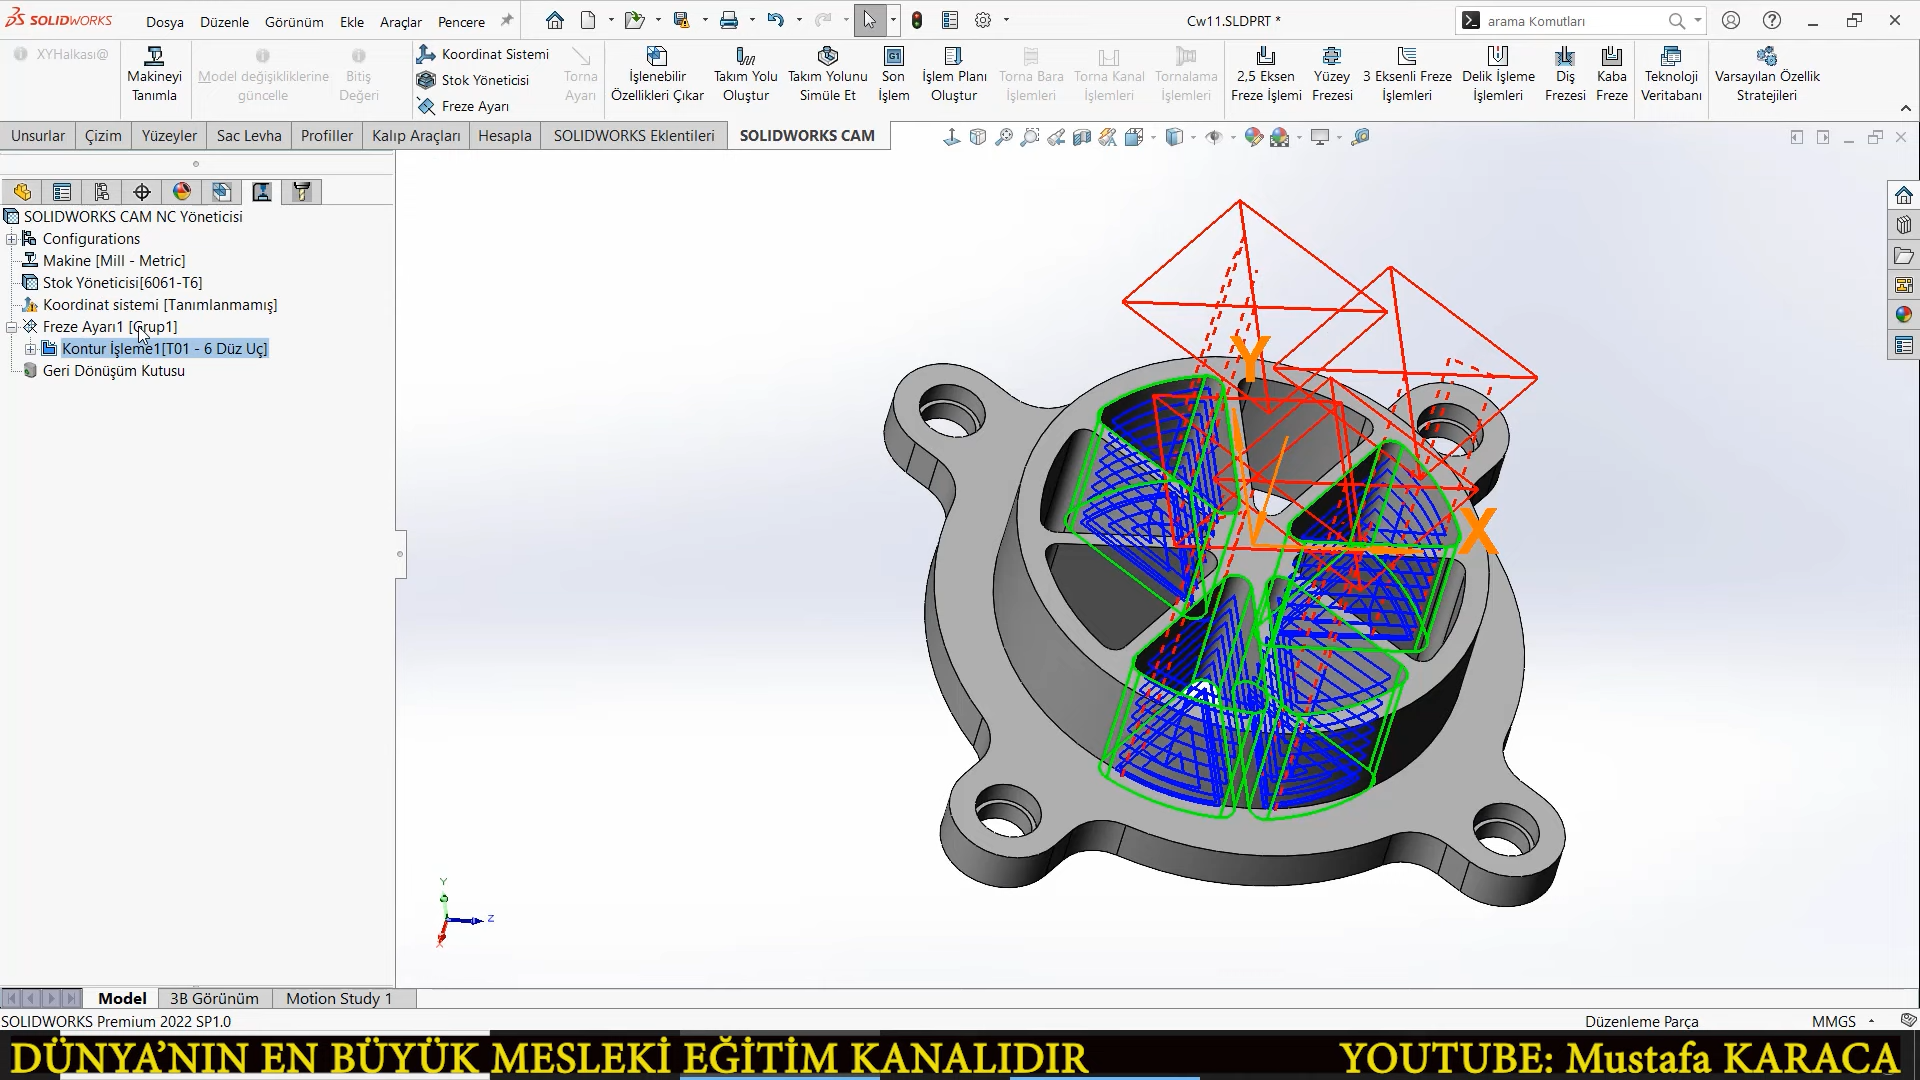 SOLIDWORKS
Dosya
Düzenle
Görünüm
Ekle
Araçlar
Pencere
Cw11.SLDPRT *
arama Komutları
XYHalkası@
Makineyi
Tanımla
Model değişikliklerine
güncelle
Bitiş
Değeri
Koordinat Sistemi
Stok Yöneticisi
Freze Ayarı
Torna
Ayarı
İşlenebilir
Özellikleri Çıkar
Takım Yolu
Oluştur
Takım Yolunu
Simüle Et
G1
Son
İşlem
İşlem Planı
Oluştur
Torna Bara
İşlemleri
Torna Kanal
İşlemleri
Tornalama
İşlemleri
2,5 Eksen
Freze İşlemi
Yüzey
Frezesi
3 Eksenli Freze
İşlemleri
Delik İşleme
İşlemleri
Diş
Frezesi
Kaba
Freze
Teknoloji
Veritabanı
Varsayılan Özellik
Stratejileri
Unsurlar
Çizim
Yüzeyler
Sac Levha
Profiller
Kalıp Araçları
Hesapla
SOLIDWORKS Eklentileri
SOLIDWORKS CAM
SOLIDWORKS CAM NC Yöneticisi
Configurations
Makine [Mill - Metric]
Stok Yöneticisi[6061-T6]
Koordinat sistemi [Tanımlanmamış]
Freze Ayarı1 [Grup1]
Kontur İşleme1[T01 - 6 Düz Uç]
Geri Dönüşüm Kutusu
Y
X
Y
Z
X
Model
3B Görünüm
Motion Study 1
SOLIDWORKS Premium 2022 SP1.0
Düzenleme Parça
MMGS
DÜNYA'NIN EN BÜYÜK MESLEKİ EĞİTİM KANALIDIR
YOUTUBE: Mustafa KARACA